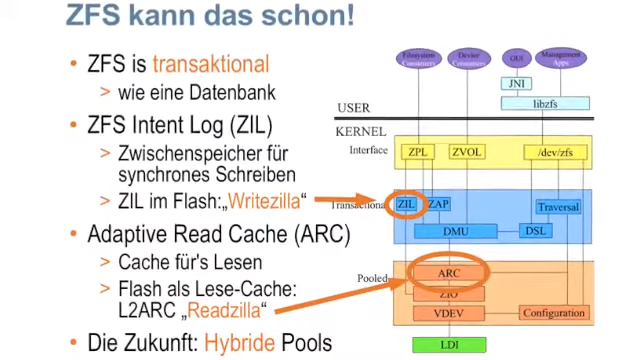 ZFS kann das schon!
• ZFS is transaktional
> wie eine Datenbank
• ZFS Intent Log (ZIL)
> Zwischenspeicher für
synchrones Schreiben
> ZIL im Flash:„Writezilla“
• Adaptive Read Cache (ARC)
> Cache für's Lesen
> Flash als Lese-Cache:
L2ARC „Readzilla“
• Die Zukunft: Hybride Pools
Filesystem
Consumers
Device
Consumers
GUI
Management
Apps
JNI
libzfs
USER
KERNEL
Interface
ZPL
ZVOL
/dev/zfs
Transactional
ZIL
ZAP
Traversal
DMU
DSL
Pooled
ARC
ZIO
VDEV
Configuration
LDI